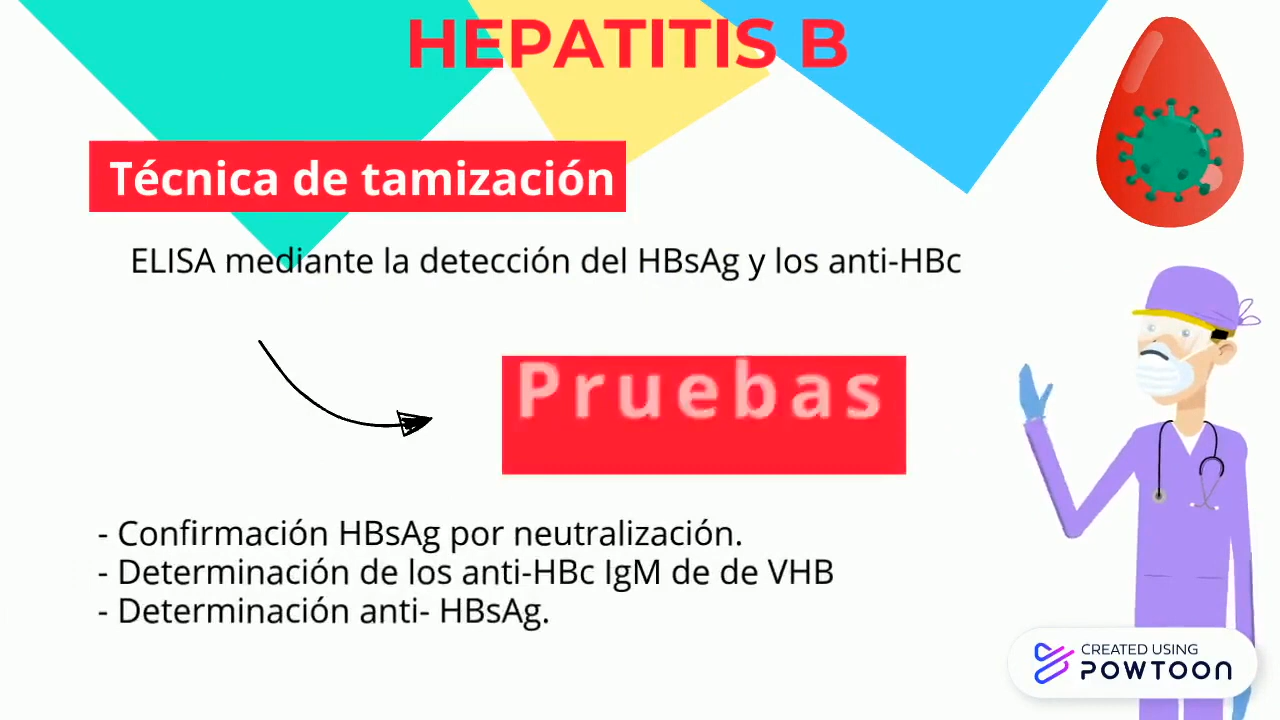 HEPATITIS B
Técnica de tamización
ELISA mediante la detección del HBsAg y los anti-HBc
Pruebas
- Confirmación HBsAg por neutralización.
- Determinación de los anti-HBc IgM de de VHB
- Determinación anti- HBsAg.
CREATED USING
POWTOON